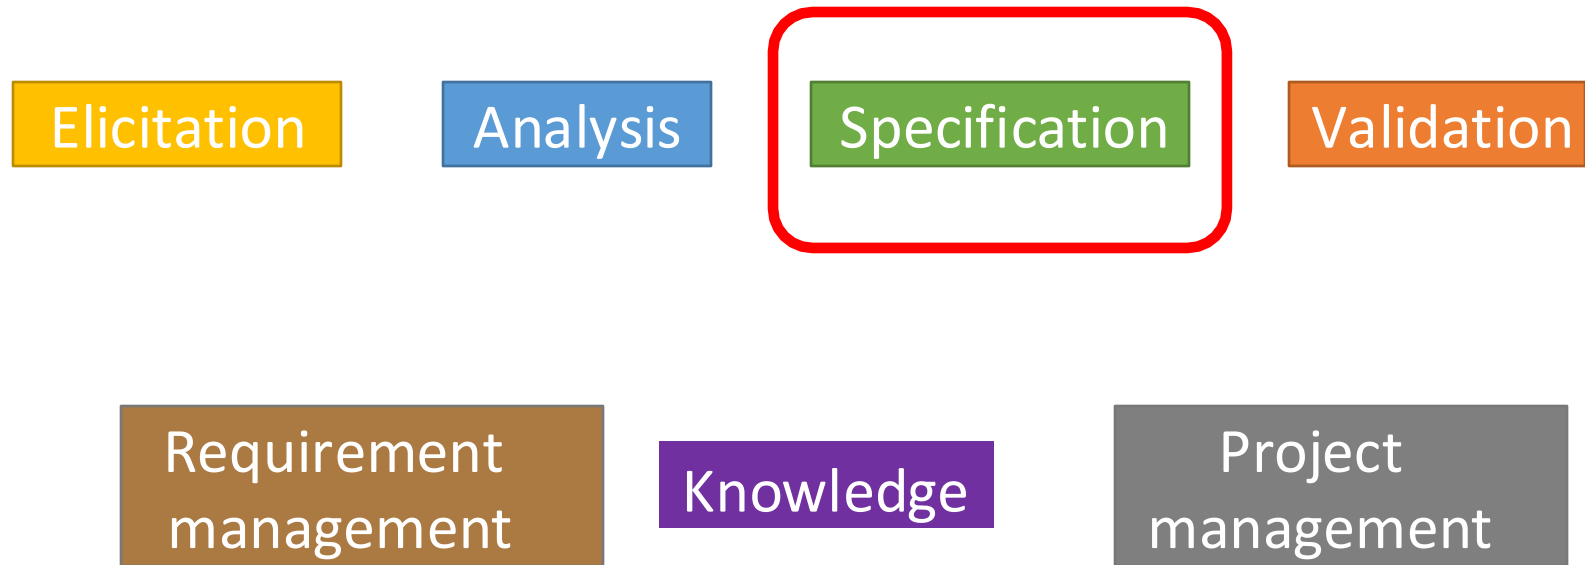 Elicitation
Analysis
Specification
Validation
Requirement
management
Knowledge
Project
management